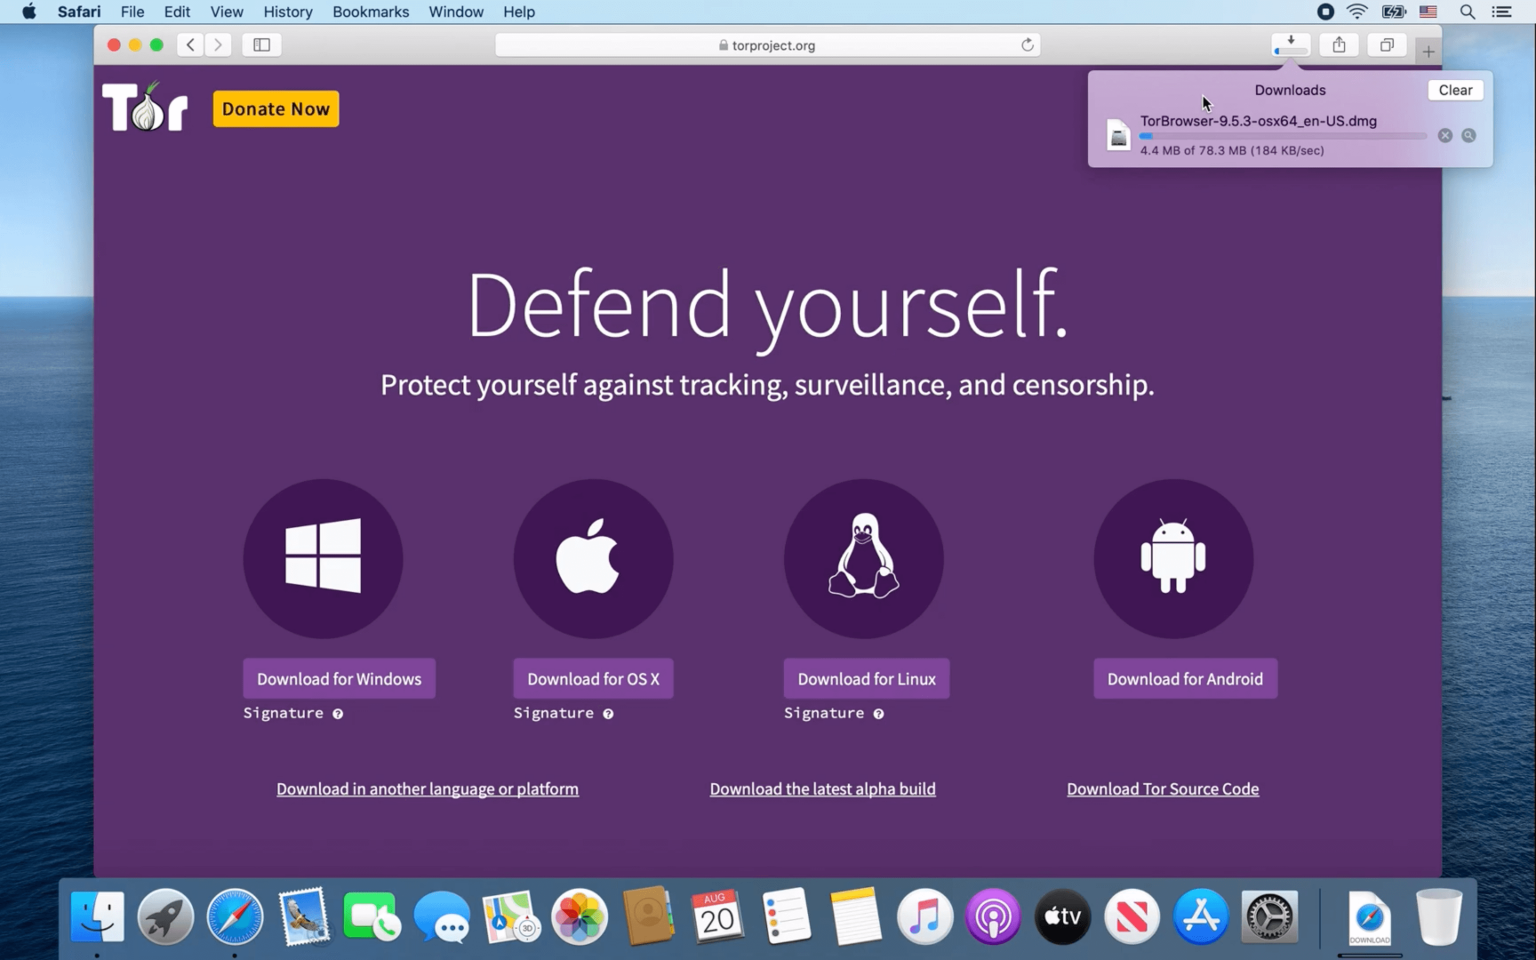 Safari File Edit View History Bookmarks Window Help
torproject.org
Tor
Donate Now
Downloads
Clear
TorBrowser-9.5.3-osx64_en-US.dmg
4.4 MB of 78.3 MB (184 KB/sec)
Defend yourself.
Protect yourself against tracking, surveillance, and censorship.
Download for Windows
Download for OS X
Download for Linux
Download for Android
Signature ?
Signature ?
Signature ?
Download in another language or platform
Download the latest alpha build
Download Tor Source Code
3D
AUG
20
tv
DOWNLOAD